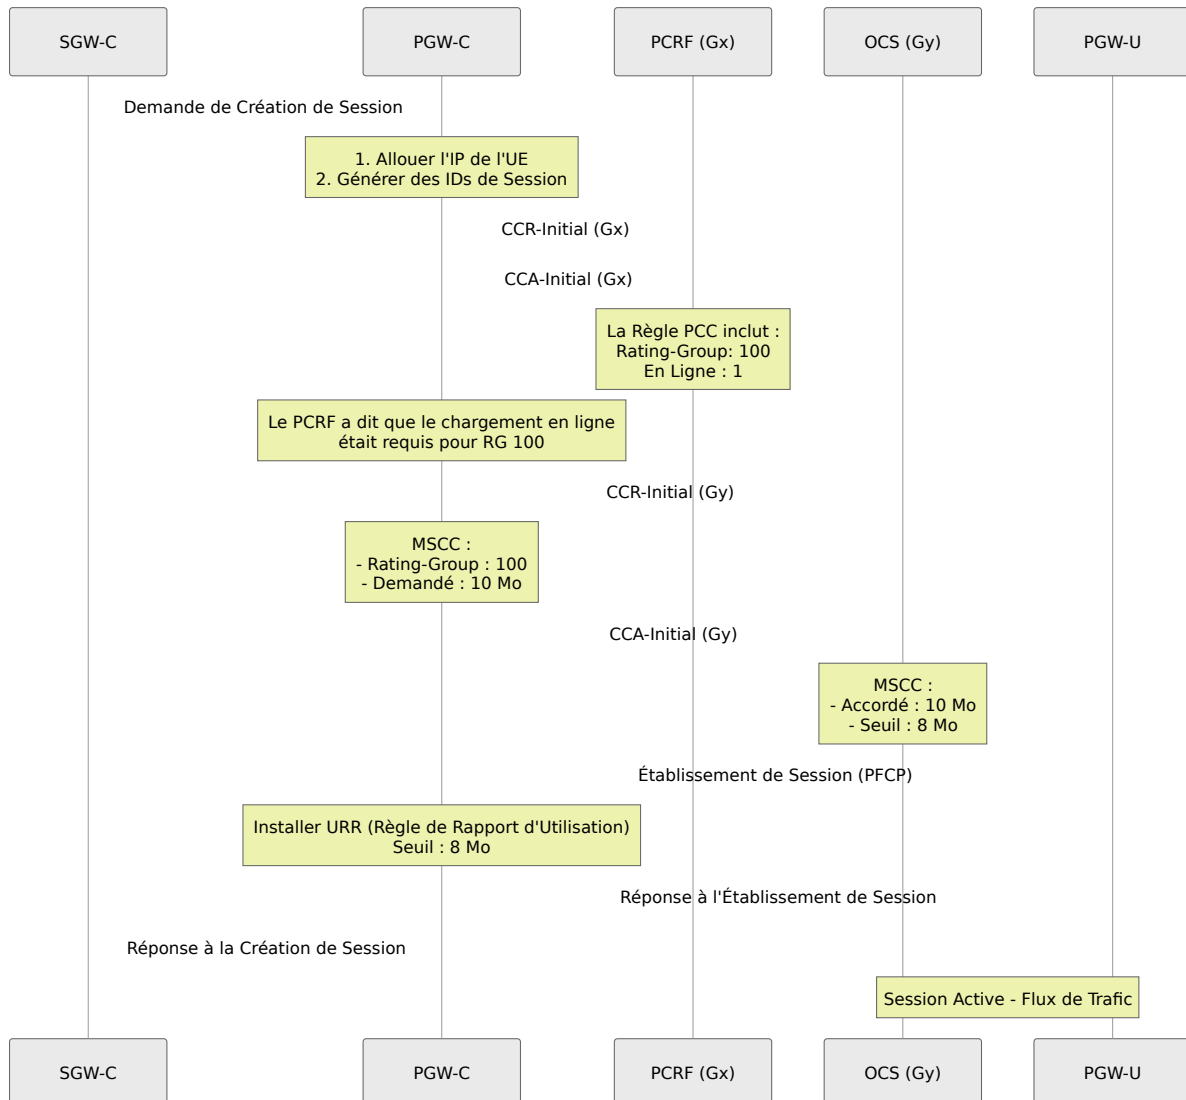 SGW-C
PGW-C
PCRF (Gx)
OCS (Gy)
PGW-U
Demande de Création de Session
1. Allouer l'IP de l'UE
2. Générer des IDs de Session
CCR-Initial (Gx)
CCA-Initial (Gx)
La Règle PCC inclut :
Rating-Group: 100
En Ligne : 1
Le PCRF a dit que le chargement en ligne
était requis pour RG 100
CCR-Initial (Gy)
MSCC :
- Rating-Group : 100
- Demandé : 10 Mo
CCA-Initial (Gy)
MSCC :
- Accordé : 10 Mo
- Seuil : 8 Mo
Établissement de Session (PFCP)
Installer URR (Règle de Rapport d'Utilisation)
Seuil : 8 Mo
Réponse à l'Établissement de Session
Réponse à la Création de Session
Session Active - Flux de Trafic
SGW-C
PGW-C
PCRF (Gx)
OCS (Gy)
PGW-U